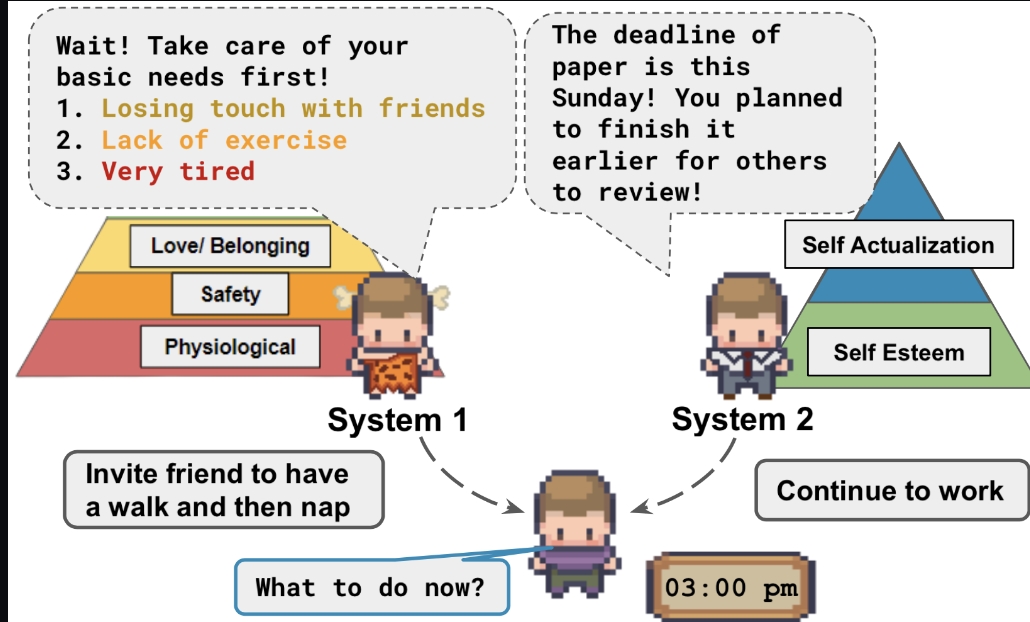 Wait! Take care of your
basic needs first!
1. Losing touch with friends
2. Lack of exercise
3. Very tired
The deadline of
paper is this
Sunday! You planned
to finish it
earlier for others
to review!
Love/ Belonging
Safety
Physiological
Self Actualization
Self Esteem
System 1
System 2
Invite friend to have
a walk and then nap
Continue to work
What to do now?
03:00 pm